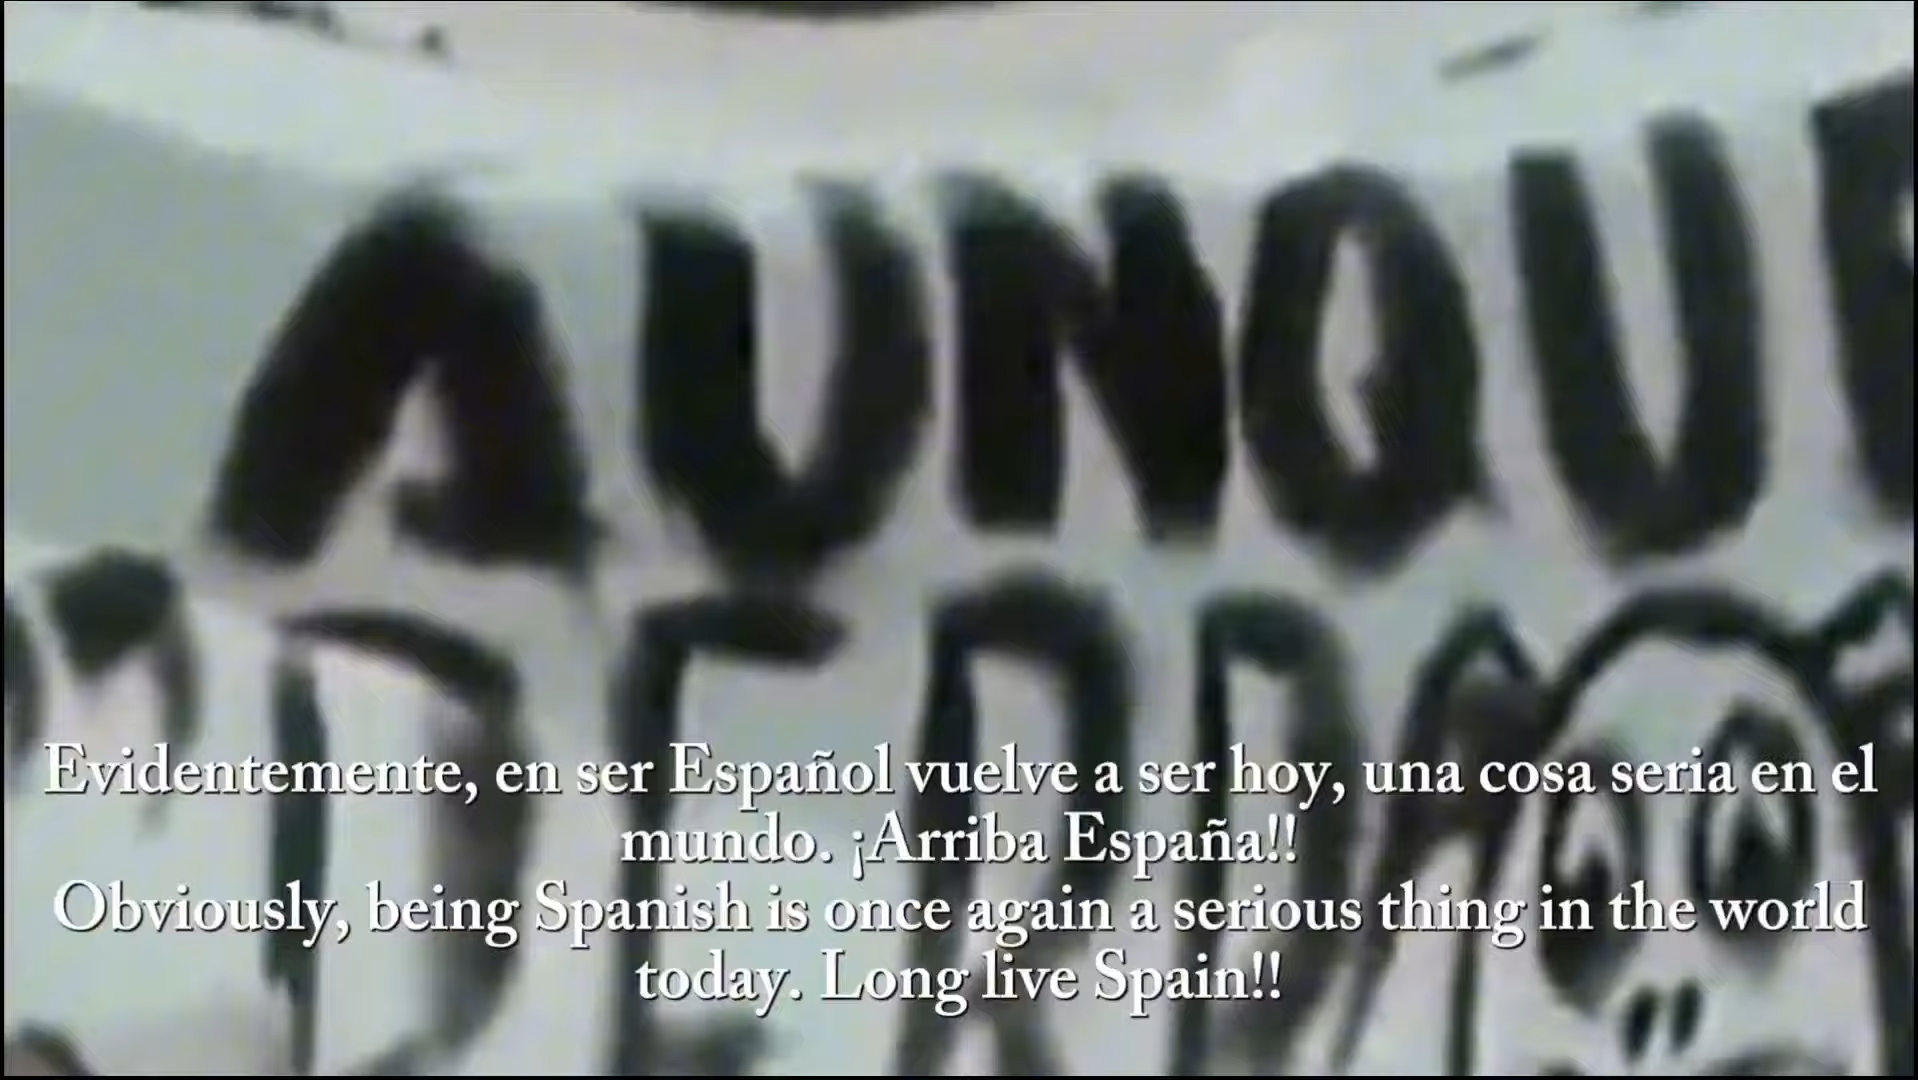 AUNQUE
Evidentemente, en ser Español vuelve a ser hoy, una cosa seria en el
mundo. ¡Arriba España!!
Obviously, being Spanish is once again a serious thing in the world
today. Long live Spain!!